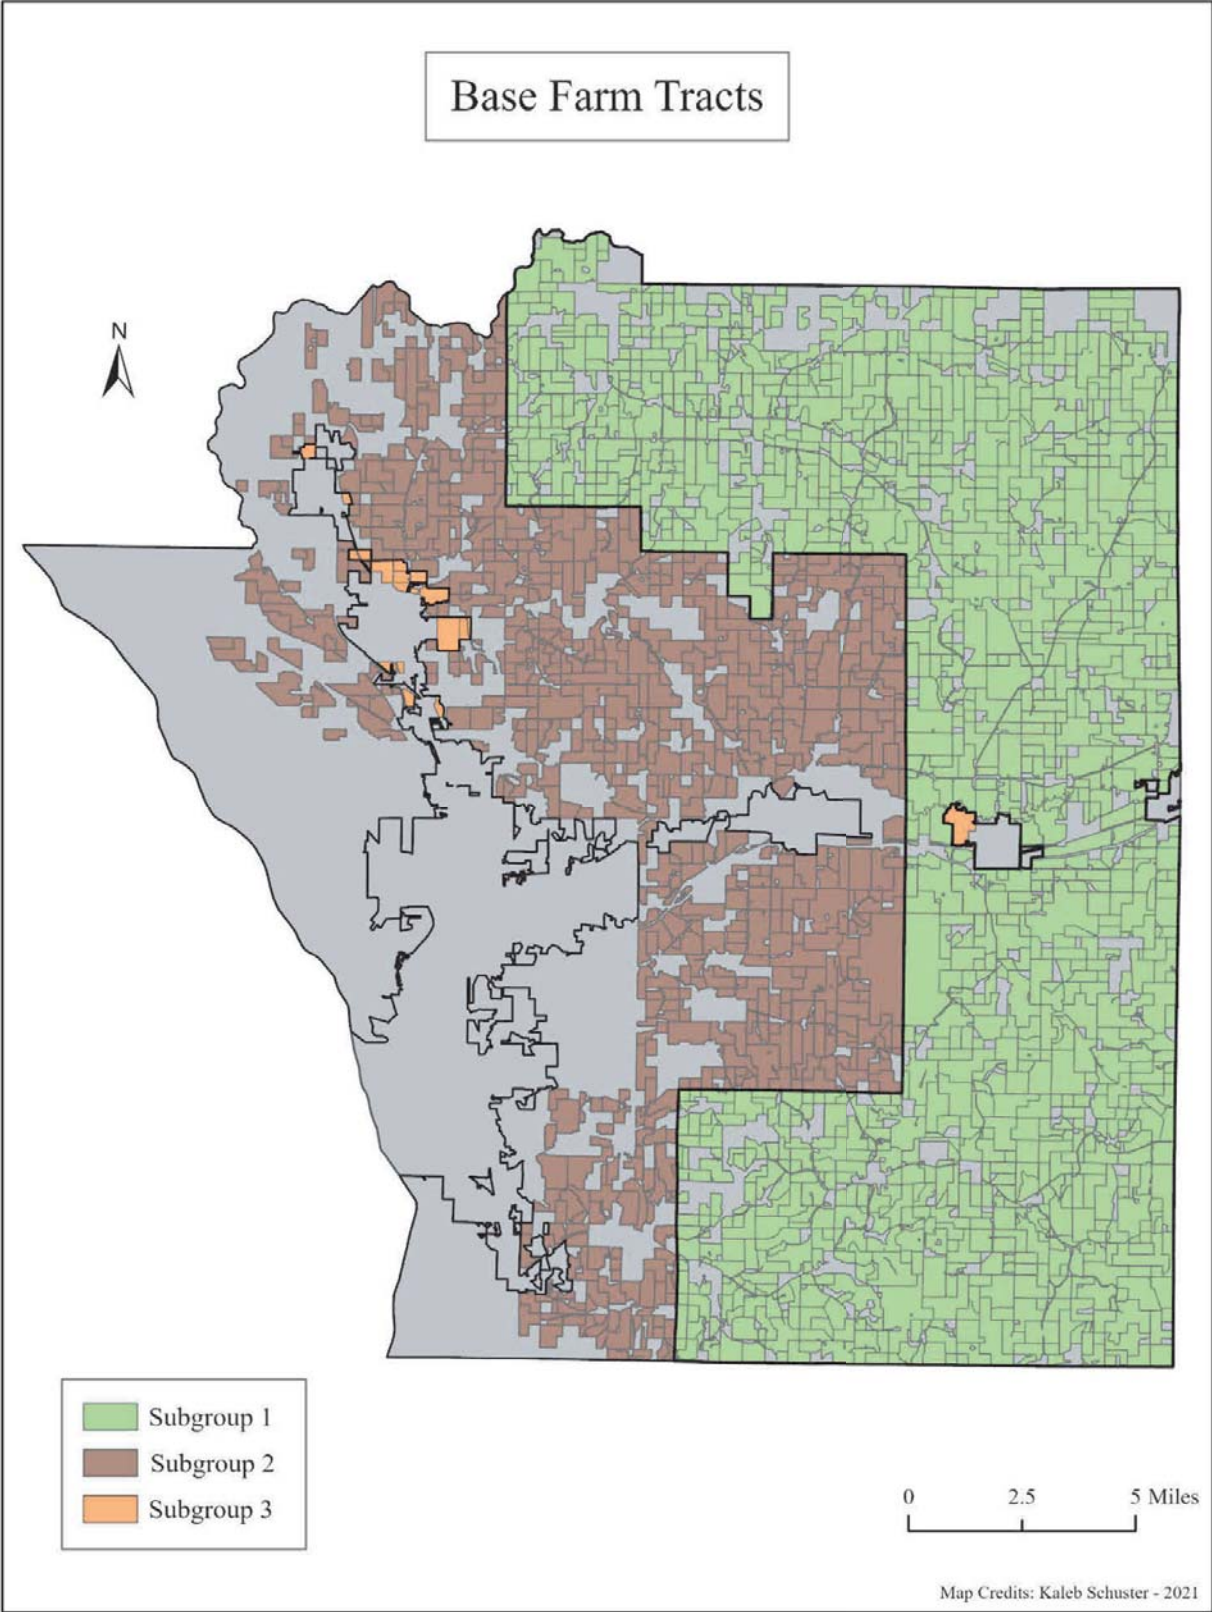 Base Farm Tracts
N
Subgroup 1
Subgroup 2
Subgroup 3
0 2.5 5 Miles
Map Credits: Kaleb Schuster - 2021